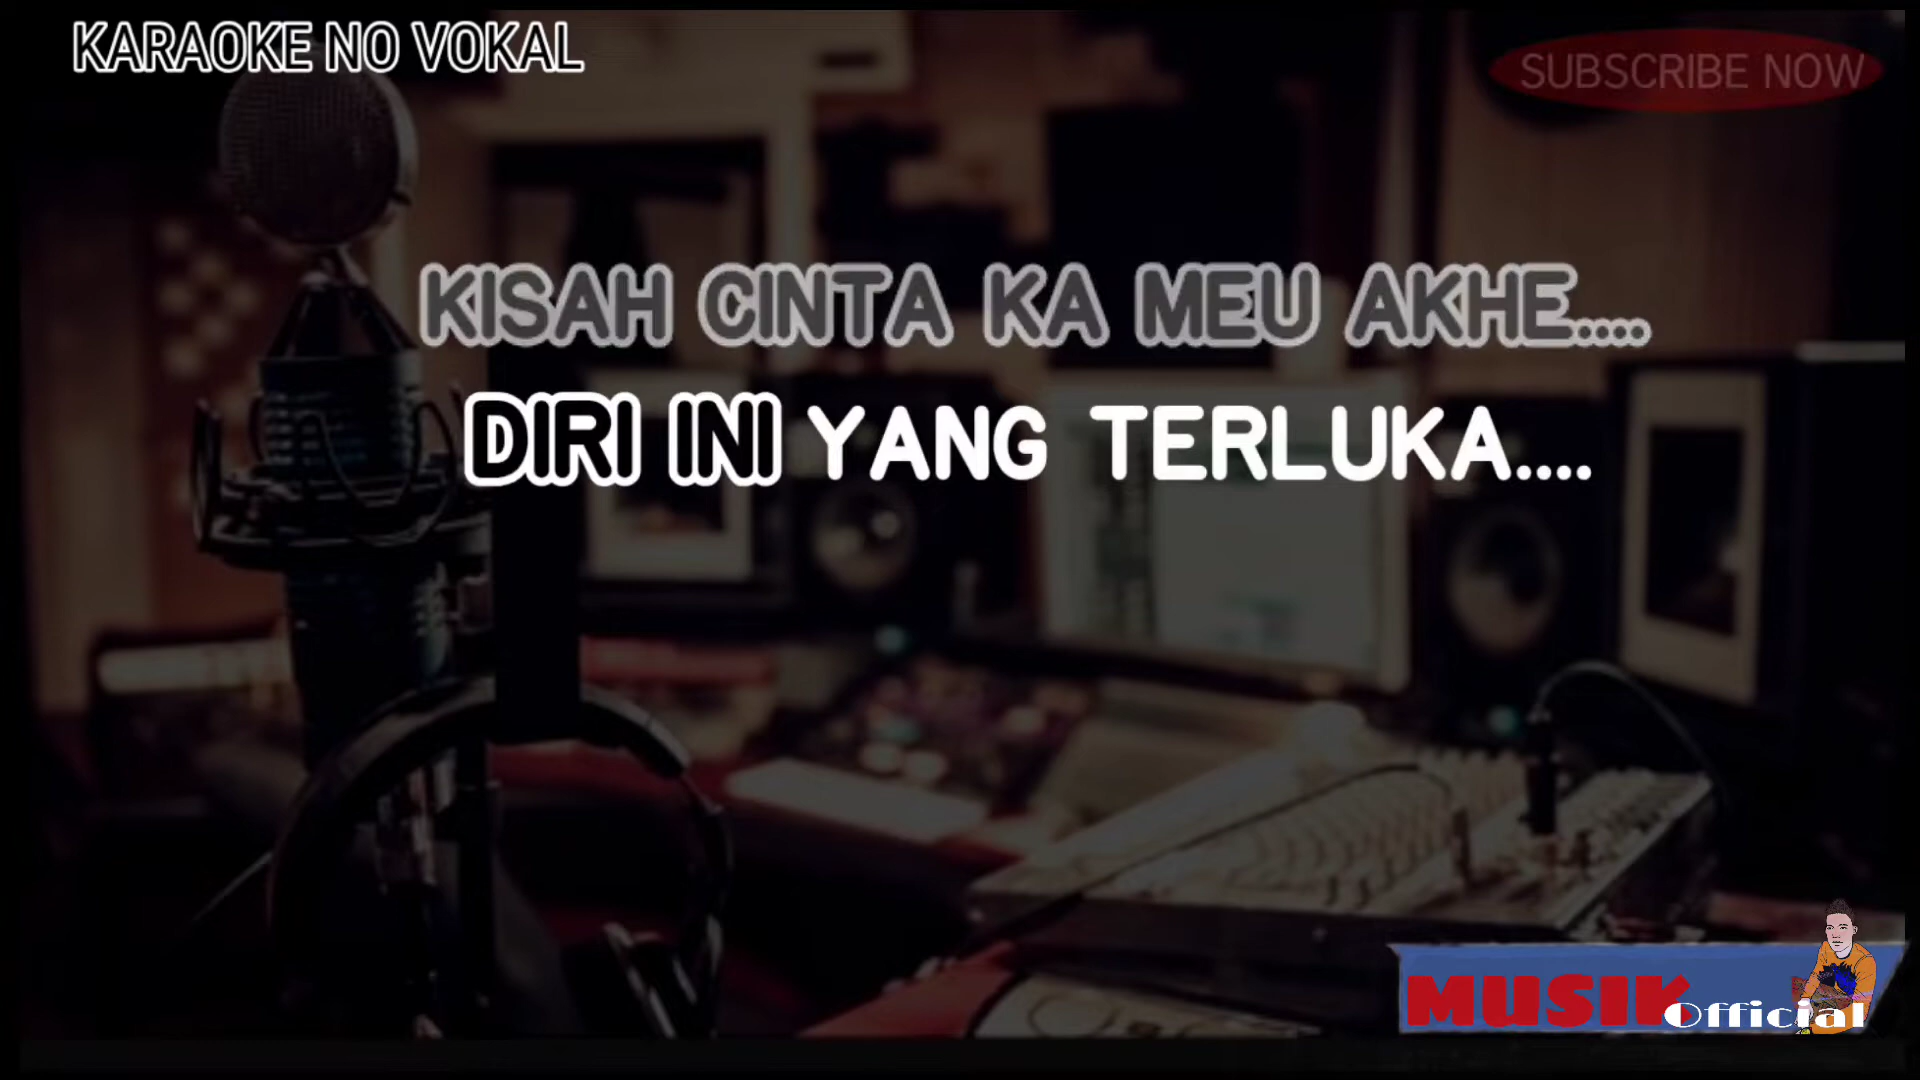 KARAOKE NO VOKAL
SUBSCRIBE NOW
KISAH CINTA KA MEU AKHE....
DIRI INI YANG TERLUKA....
MUSIK
Official